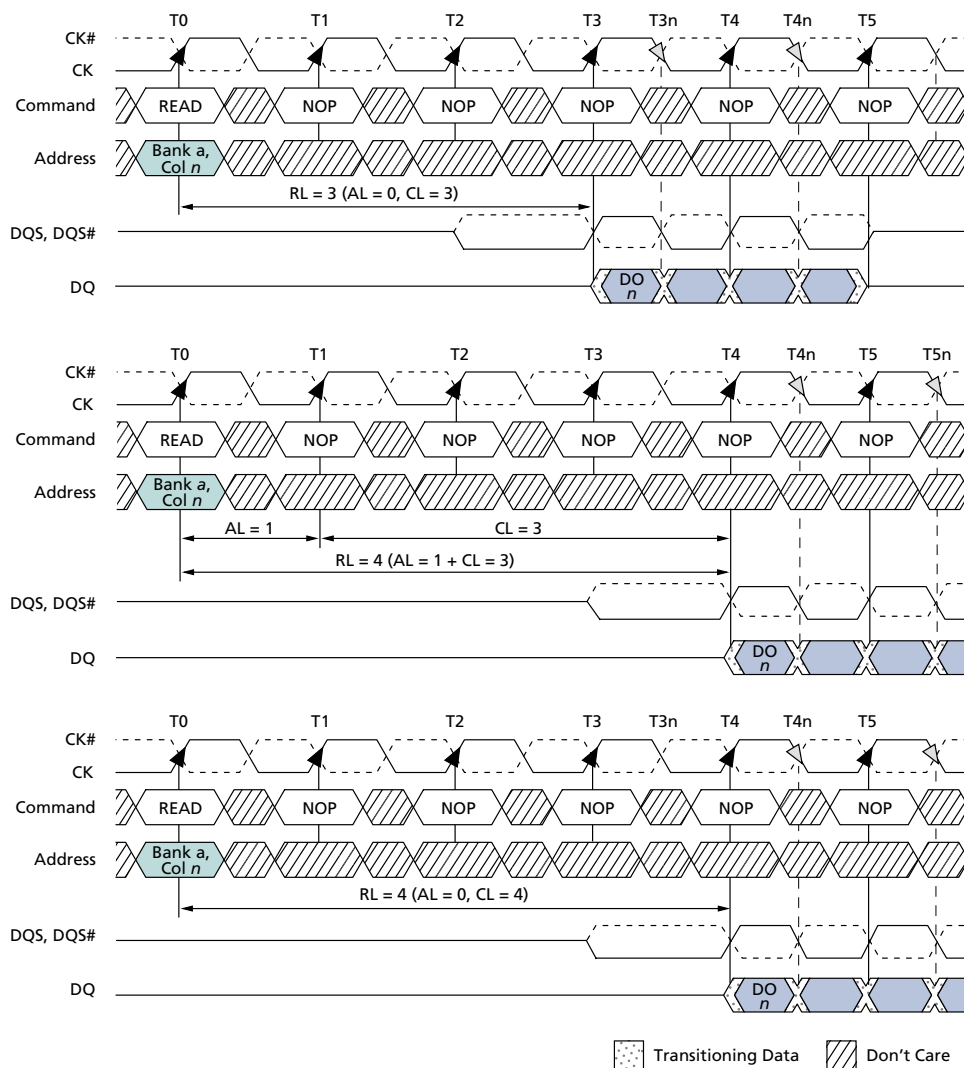 T0 T1 T2 T3 T3n T4 T4n T5
CK#
CK
Command READ NOP NOP NOP NOP NOP
Address Bank a,
Col n
RL = 3 (AL = 0, CL = 3)
DQS, DQS#
DQ DO
n
T0 T1 T2 T3 T4 T4n T5 T5n
CK#
CK
Command READ NOP NOP NOP NOP NOP
Address Bank a,
Col n
AL = 1 CL = 3
RL = 4 (AL = 1 + CL = 3)
DQS, DQS#
DQ DO
n
T0 T1 T2 T3 T3n T4 T4n T5
CK#
CK
Command READ NOP NOP NOP NOP NOP
Address Bank a,
Col n
RL = 4 (AL = 0, CL = 4)
DQS, DQS#
DQ DO
n
Transitioning Data Don’t Care